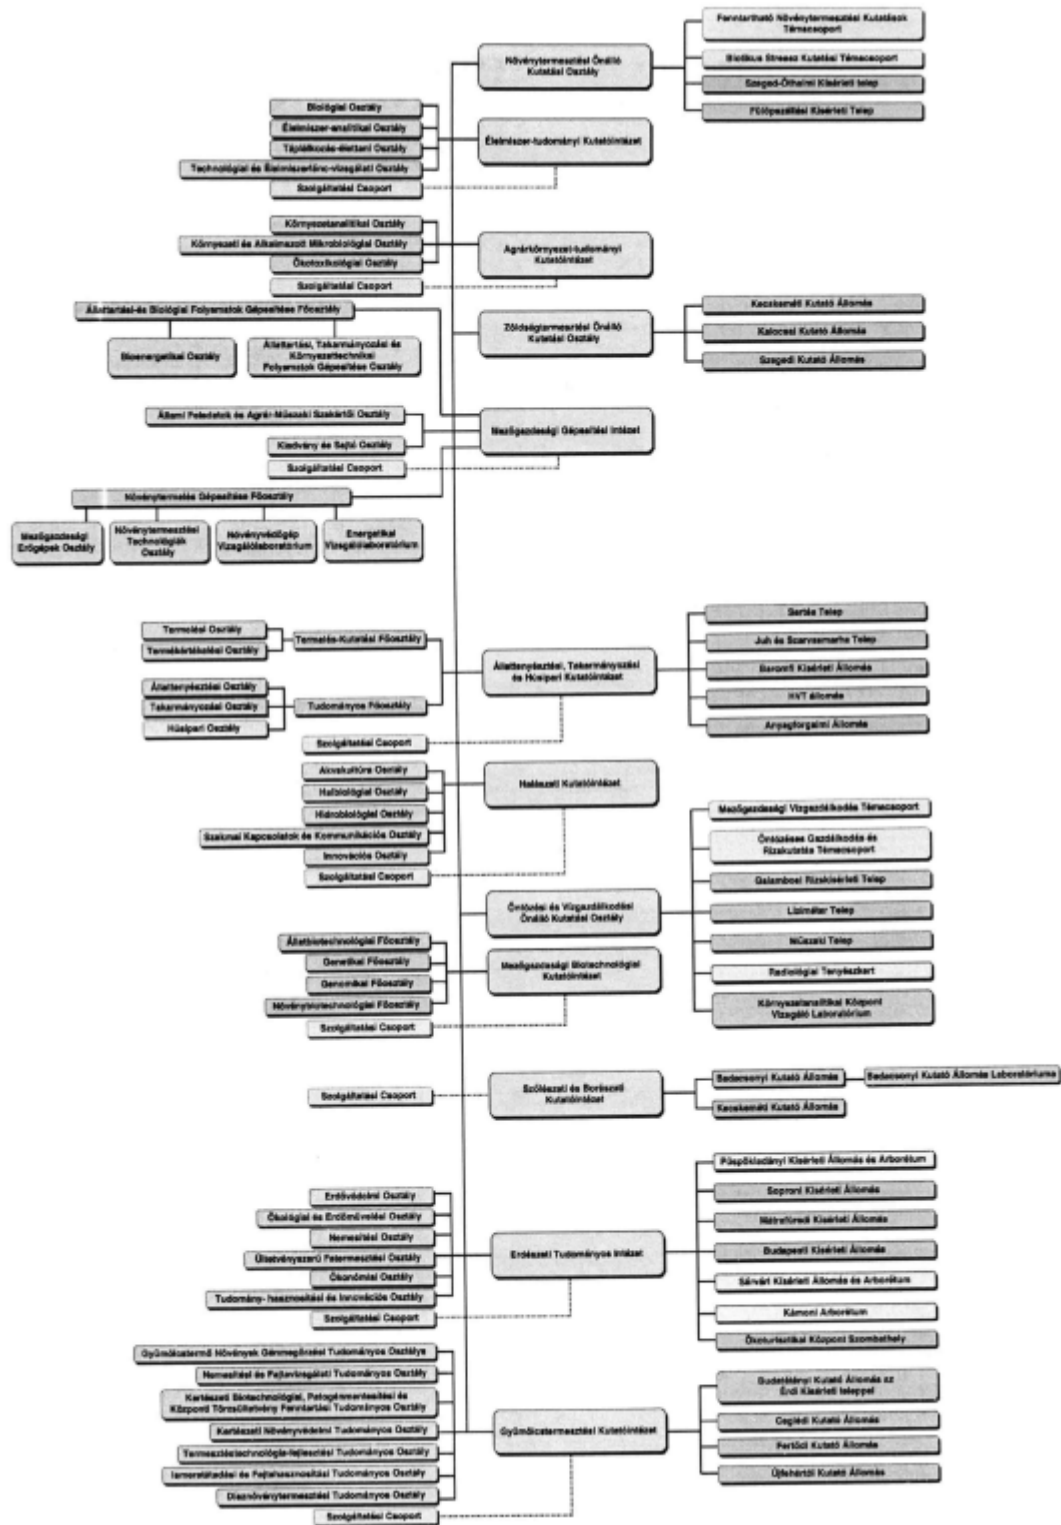 Növénytermesztési Önálló
Kutatási Osztály
Fenntartható Növénytermesztési Kutatások
Témacsoport
Biotikus Stressz Kutatási Témacsoport
Szeged-Öthalmi Kísérleti telep
Fülöpszállási Kísérleti Telep
Biológiai Osztály
Élelmiszer-analitikai Osztály
Táplálkozás-élettani Osztály
Technológiai és Élelmiszerlánc-vizsgálati Osztály
Szolgáltatási Csoport
Élelmiszer-tudományi Kutatóintézet
Környezetanalitikai Osztály
Környezeti és Alkalmazott Mikrobiológiai Osztály
Ökotoxikológiai Osztály
Szolgáltatási Csoport
Agrárkörnyezet-tudományi
Kutatóintézet
Zöldségtermesztési Önálló
Kutatási Osztály
Kecskeméti Kutató Állomás
Kalocsai Kutató Állomás
Szegedi Kutató Állomás
Állattartási-és Biológiai Folyamatok Gépesítése Főosztály
Bioenergetikai Osztály
Állattartási, Takarmányozási és
Környezettechnikai
Folyamatok Gépesítése Osztály
Állami Feladatok és Agrár-Műszaki Szakértői Osztály
Kiadvány és Sajtó Osztály
Szolgáltatási Csoport
Mezőgazdasági Gépesítési Intézet
Növénytermelés Gépesítése Főosztály
Mezőgazdasági
Erőgépek Osztály
Növénytermesztési
Technológiák
Osztály
Növényvédőgép
Vizsgálólaboratórium
Energetikai
Vizsgálólaboratórium
Termelési Osztály
Termékértékelési Osztály
Termelés-Kutatási Főosztály
Állattenyésztési Osztály
Takarmányozási Osztály
Húsipari Osztály
Tudományos Főosztály
Szolgáltatási Csoport
Állattenyésztési, Takarmányozási
és Húsipari Kutatóintézet
Sertés Telep
Juh és Szarvasmarha Telep
Baromfi Kísérleti Állomás
HVT állomás
Anyagforgalmi Állomás
Akvakultúra Osztály
Halbiológiai Osztály
Hidrobiológiai Osztály
Szakmai Kapcsolatok és Kommunikációs Osztály
Innovációs Osztály
Szolgáltatási Csoport
Halászati Kutatóintézet
Öntözési és Vízgazdálkodási
Önálló Kutatási Osztály
Mezőgazdasági Vízgazdálkodás Témacsoport
Öntözéses Gazdálkodás és
Rizskutatás Témacsoport
Galambosi Rizskísérleti Telep
Liziméter Telep
Műszaki Telep
Radiológiai Tenyészkert
Környezetanalitikai Központ
Vizsgáló Laboratórium
Állatbiotechnológiai Főosztály
Genetikai Főosztály
Genomikai Főosztály
Növénybiotechnológiai Főosztály
Szolgáltatási Csoport
Mezőgazdasági Biotechnológiai
Kutatóintézet
Szolgáltatási Csoport
Szőlészeti és Borászati
Kutatóintézet
Badacsonyi Kutató Állomás
Badacsonyi Kutató Állomás Laboratóriuma
Kecskeméti Kutató Állomás
Erdővédelmi Osztály
Ökológiai és Erdőművelési Osztály
Nemesítési Osztály
Ültetvényszerű Fatermesztési Osztály
Ökonómiai Osztály
Tudomány- hasznosítási és Innovációs Osztály
Szolgáltatási Csoport
Erdészeti Tudományos Intézet
Püspökladányi Kísérleti Állomás és Arborétum
Soproni Kísérleti Állomás
Mátrafüredi Kísérleti Állomás
Budapesti Kísérleti Állomás
Sárvári Kísérleti Állomás és Arborétum
Kámoni Arborétum
Ökoturisztikai Központ Szombathely
Gyümölcstermő Növények Génmegőrzési Tudományos Osztálya
Nemesítési és Fajtavizsgálati Tudományos Osztály
Kertészeti Biotechnológiai, Patogénmentesítési és
Központi Törzsültetvény Fenntartási Tudományos Osztály
Kertészeti Növényvédelmi Tudományos Osztály
Termesztéstechnológia-fejlesztési Tudományos Osztály
Ismeretátadási és Fajtahasznosítási Tudományos Osztály
Dísznövénytermesztési Tudományos Osztály
Szolgáltatási Csoport
Gyümölcstermesztési Kutatóintézet
Budatétényi Kutató Állomás az
Érdi Kísérleti teleppel
Ceglédi Kutató Állomás
Fertődi Kutató Állomás
Újfehértói Kutató Állomás